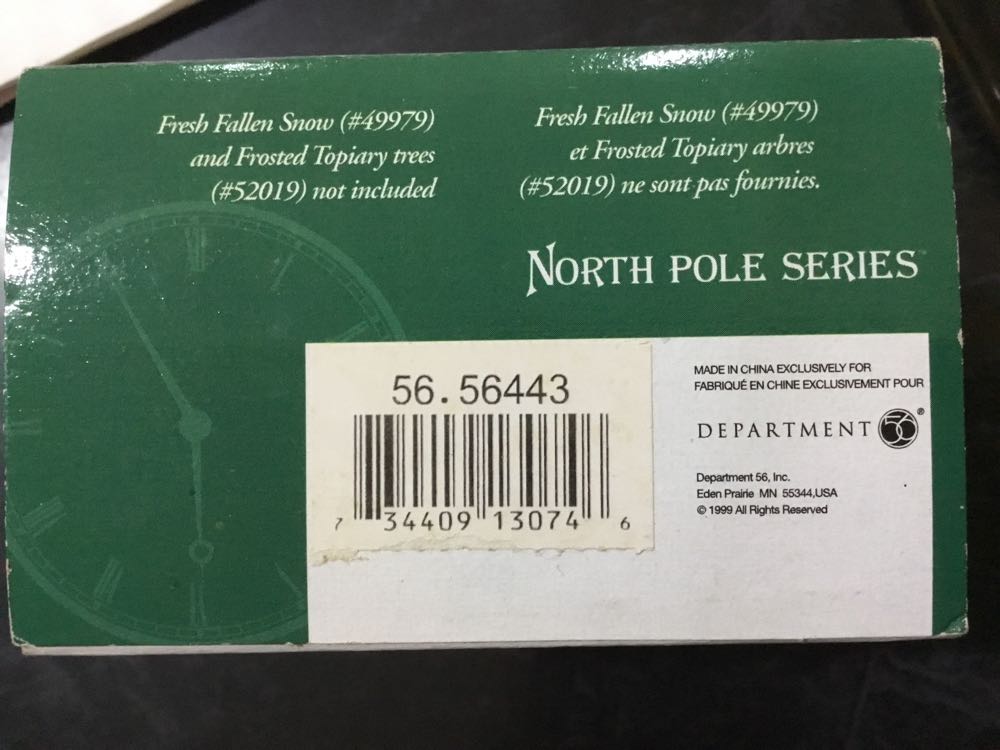 Fresh Fallen Snow (#49979)
and Frosted Topiary trees
(#52019) not included
Fresh Fallen Snow (#49979)
et Frosted Topiary arbres
(#52019) ne sont pas fournies.
NORTH POLE SERIES™
56.56443
7 34409 13074 6
MADE IN CHINA EXCLUSIVELY FOR
FABRIQUÉ EN CHINE EXCLUSIVEMENT POUR
DEPARTMENT 56®
Department 56, Inc.
Eden Prairie MN 55344,USA
© 1999 All Rights Reserved